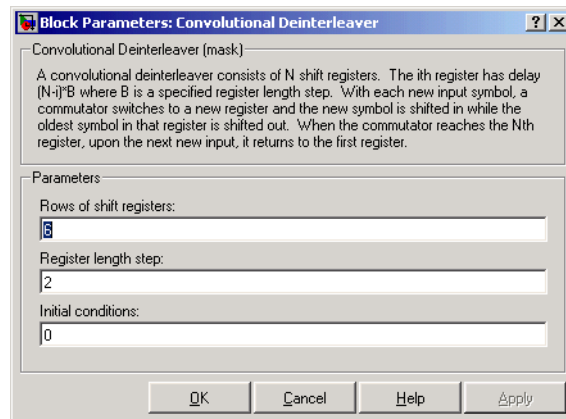 Block Parameters: Convolutional Deinterleaver
Convolutional Deinterleaver (mask)
A convolutional deinterleaver consists of N shift registers. The ith register has delay
(N-i)*B where B is a specified register length step. With each new input symbol, a
commutator switches to a new register and the new symbol is shifted in while the
oldest symbol in that register is shifted out. When the commutator reaches the Nth
register, upon the next new input, it returns to the first register.
Parameters
Rows of shift registers:
6
Register length step:
2
Initial conditions:
0
OK Cancel Help Apply